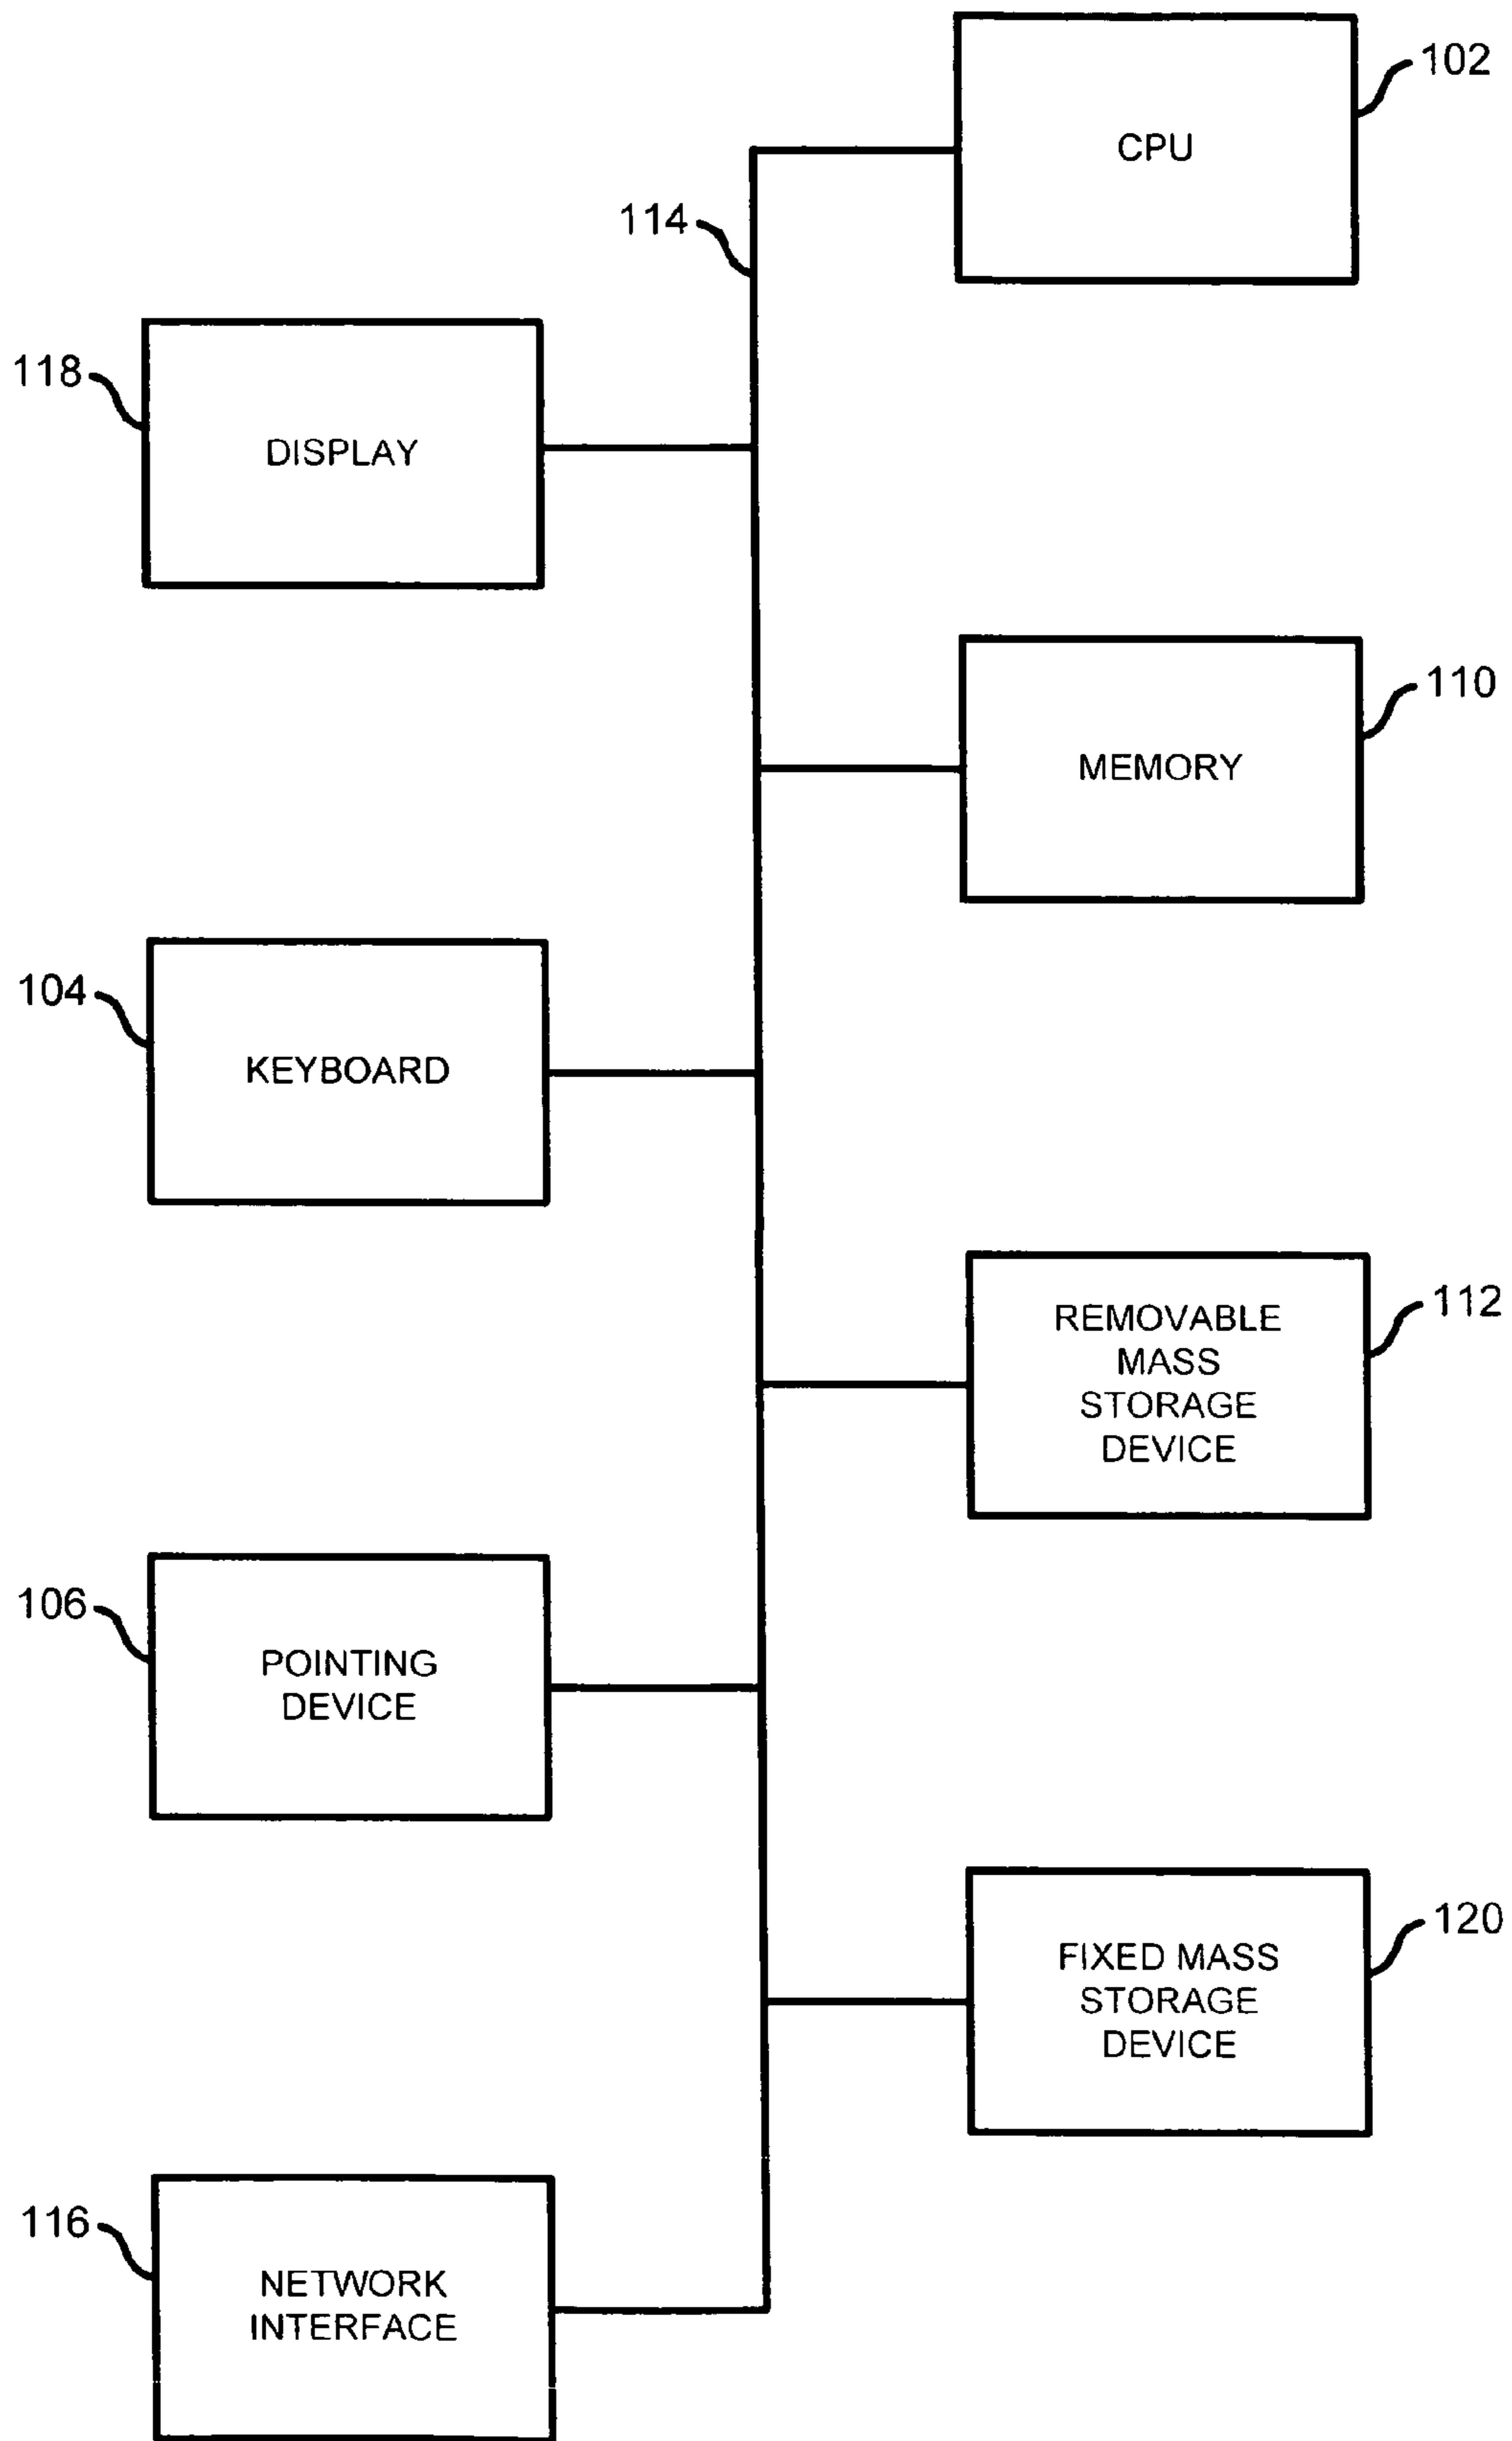 102
CPU
114
118
DISPLAY
110
MEMORY
104
KEYBOARD
112
REMOVABLE
MASS
STORAGE
DEVICE
106
POINTING
DEVICE
120
FIXED MASS
STORAGE
DEVICE
116
NETWORK
INTERFACE